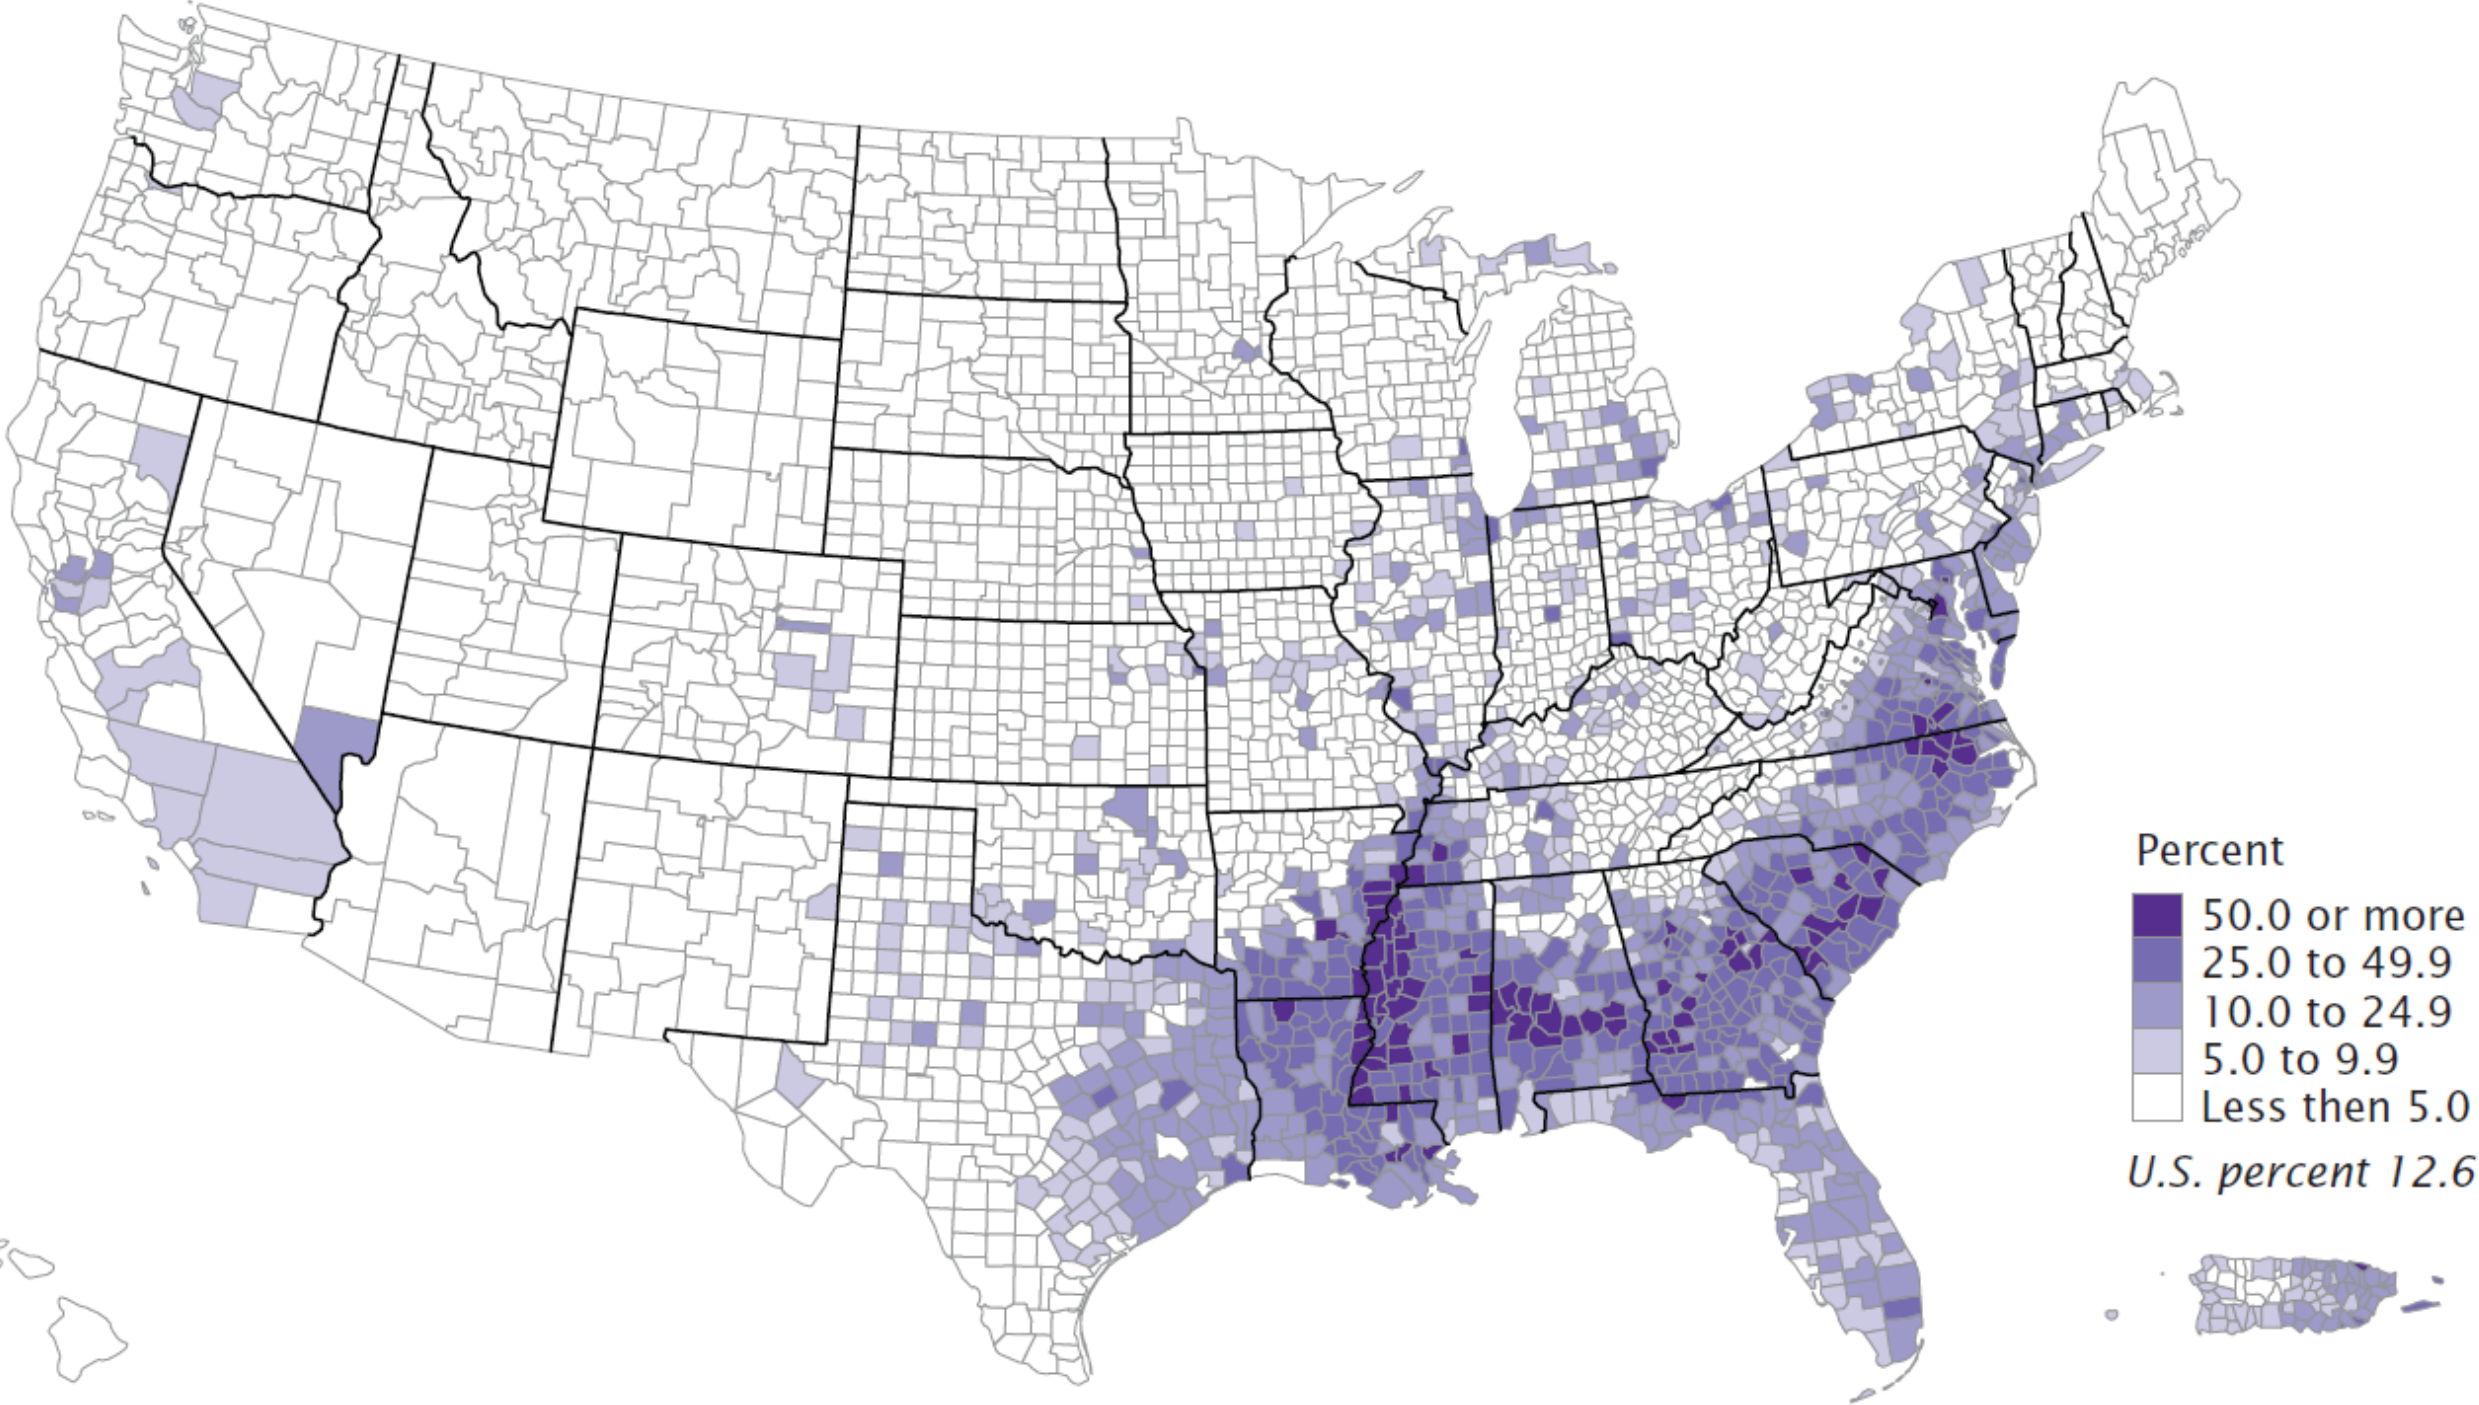 Percent
50.0 or more
25.0 to 49.9
10.0 to 24.9
5.0 to 9.9
Less then 5.0
U.S. percent 12.6